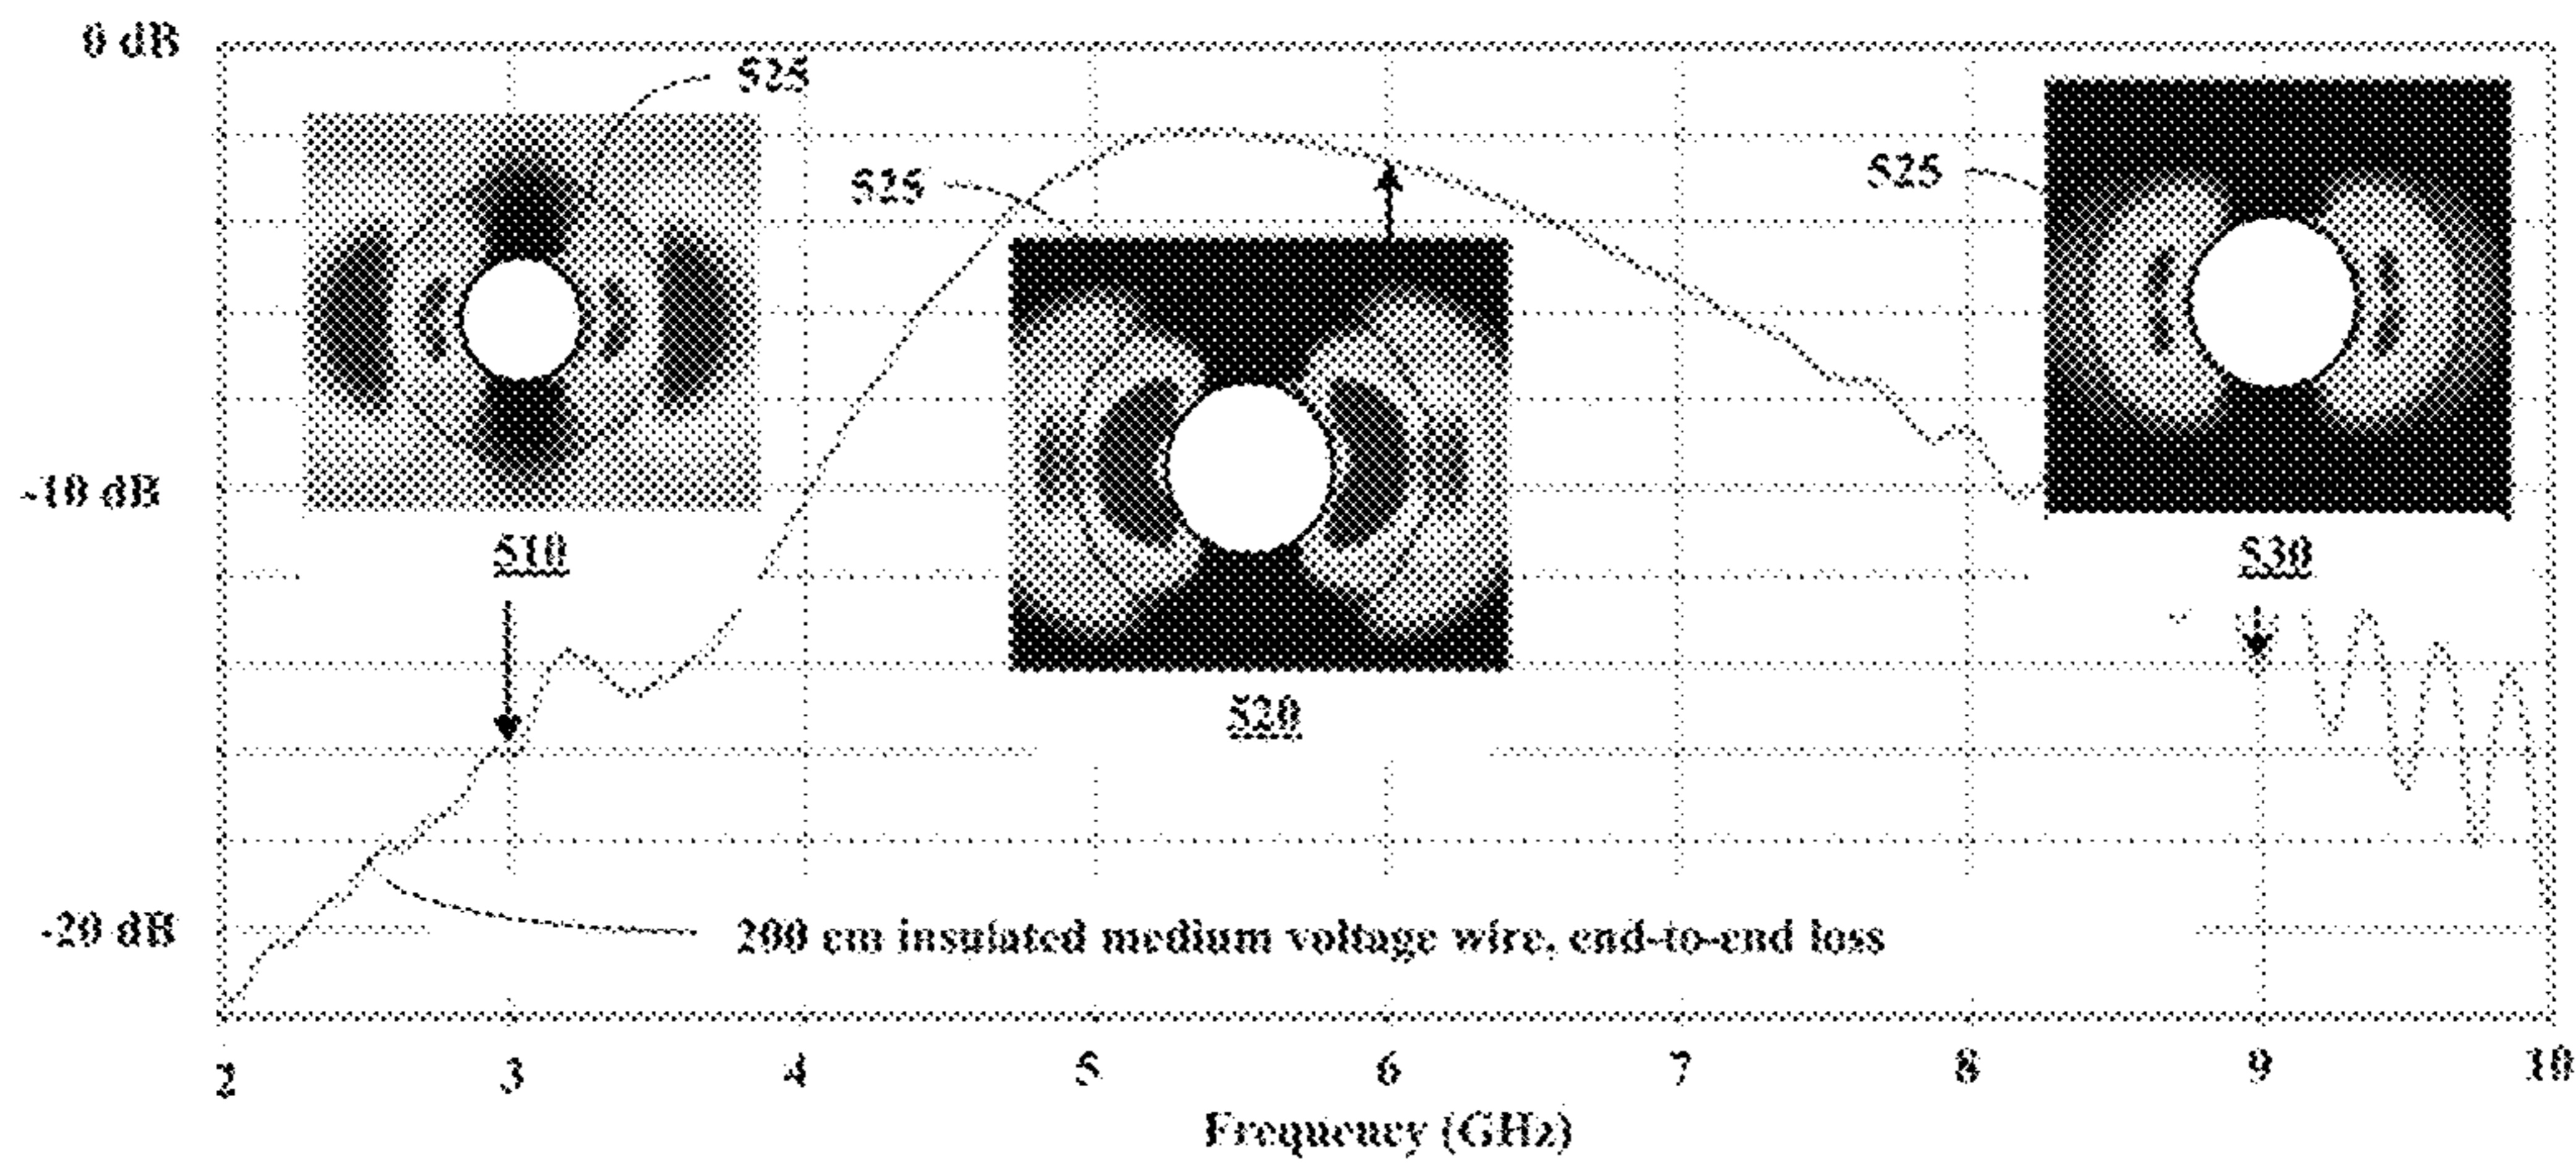 0 dB
525
525
525
-10 dB
510
530
520
-20 dB
200 cm insulated medium voltage wire, end-to-end loss
2 3 4 5 6 7 8 9 10
Frequency (GHz)